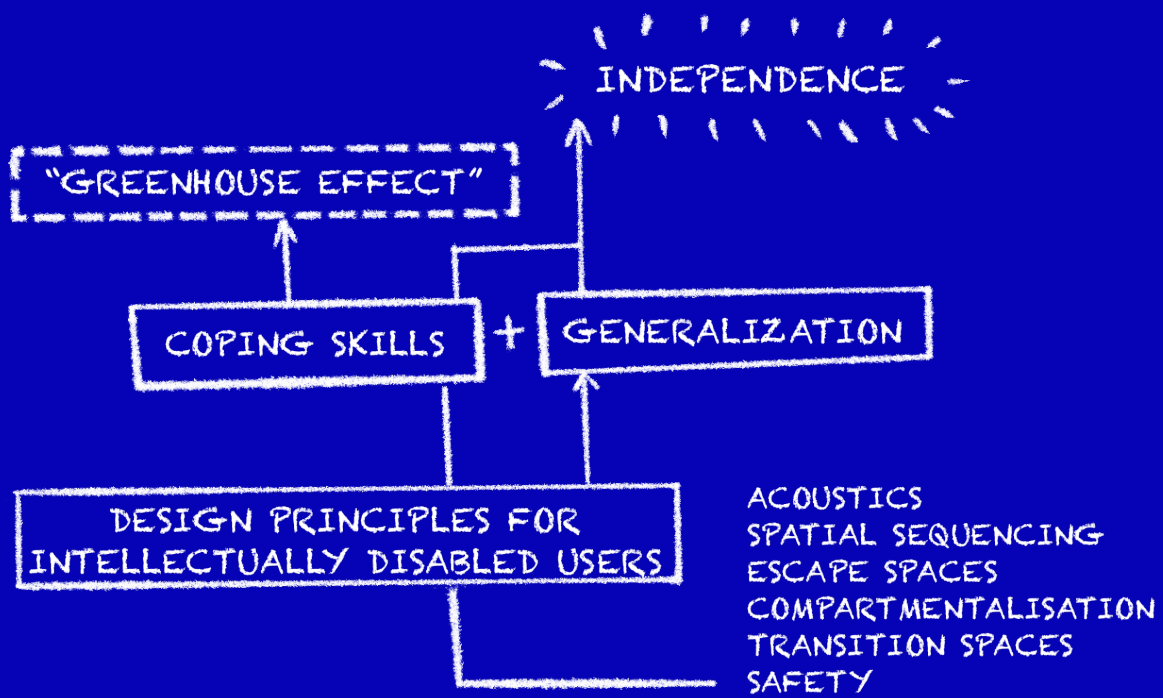 INDEPENDENCE
"GREENHOUSE EFFECT"
COPING SKILLS
+
GENERALIZATION
DESIGN PRINCIPLES FOR
INTELLECTUALLY DISABLED USERS
ACOUSTICS
SPATIAL SEQUENCING
ESCAPE SPACES
COMPARTMENTALISATION
TRANSITION SPACES
SAFETY